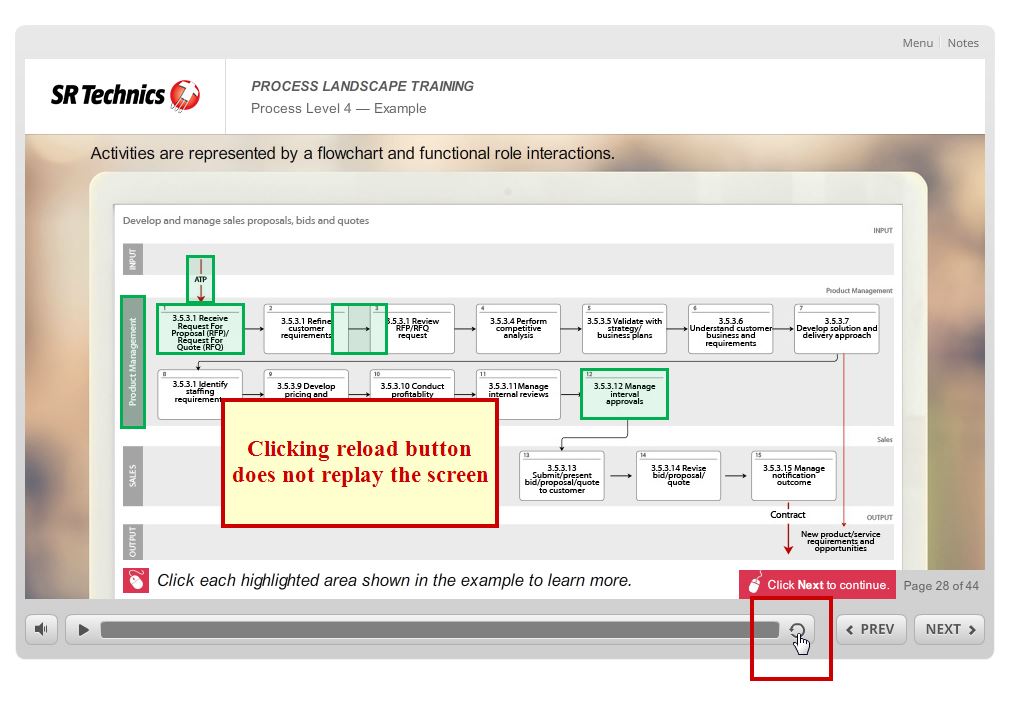 Menu
Notes
SR Technics
PROCESS LANDSCAPE TRAINING
Process Level 4 — Example
Activities are represented by a flowchart and functional role interactions.
Develop and manage sales proposals, bids and quotes
INPUT
INPUT
ATP
Product Management
Product Management
1
3.5.3.1 Receive
Request For
Proposal (RFP)/
Request For
Quote (RFQ)
2
3.5.3.1 Refine
customer
requirements
3
3.5.3.1 Review
RFP/RFQ
request
4
3.5.3.4 Perform
competitive
analysis
5
3.5.3.5 Validate with
strategy/
business plans
6
3.5.3.6
Understand customer
business and
requirements
7
3.5.3.7
Develop solution and
delivery approach
8
3.5.3.1 Identify
staffing
requirement
9
3.5.3.9 Develop
pricing and
10
3.5.3.10 Conduct
profitablity
11
3.5.3.11 Manage
internal reviews
12
3.5.3.12 Manage
interval
approvals
Clicking reload button
does not replay the screen
Sales
SALES
13
3.5.3.13
Submit/present
bid/proposal/quote
to customer
14
3.5.3.14 Revise
bid/proposal/
quote
15
3.5.3.15 Manage
notification
outcome
Contract
OUTPUT
OUTPUT
New product/service
requirements and
opportunities
Click each highlighted area shown in the example to learn more.
Click Next to continue.
Page 28 of 44
PREV
NEXT